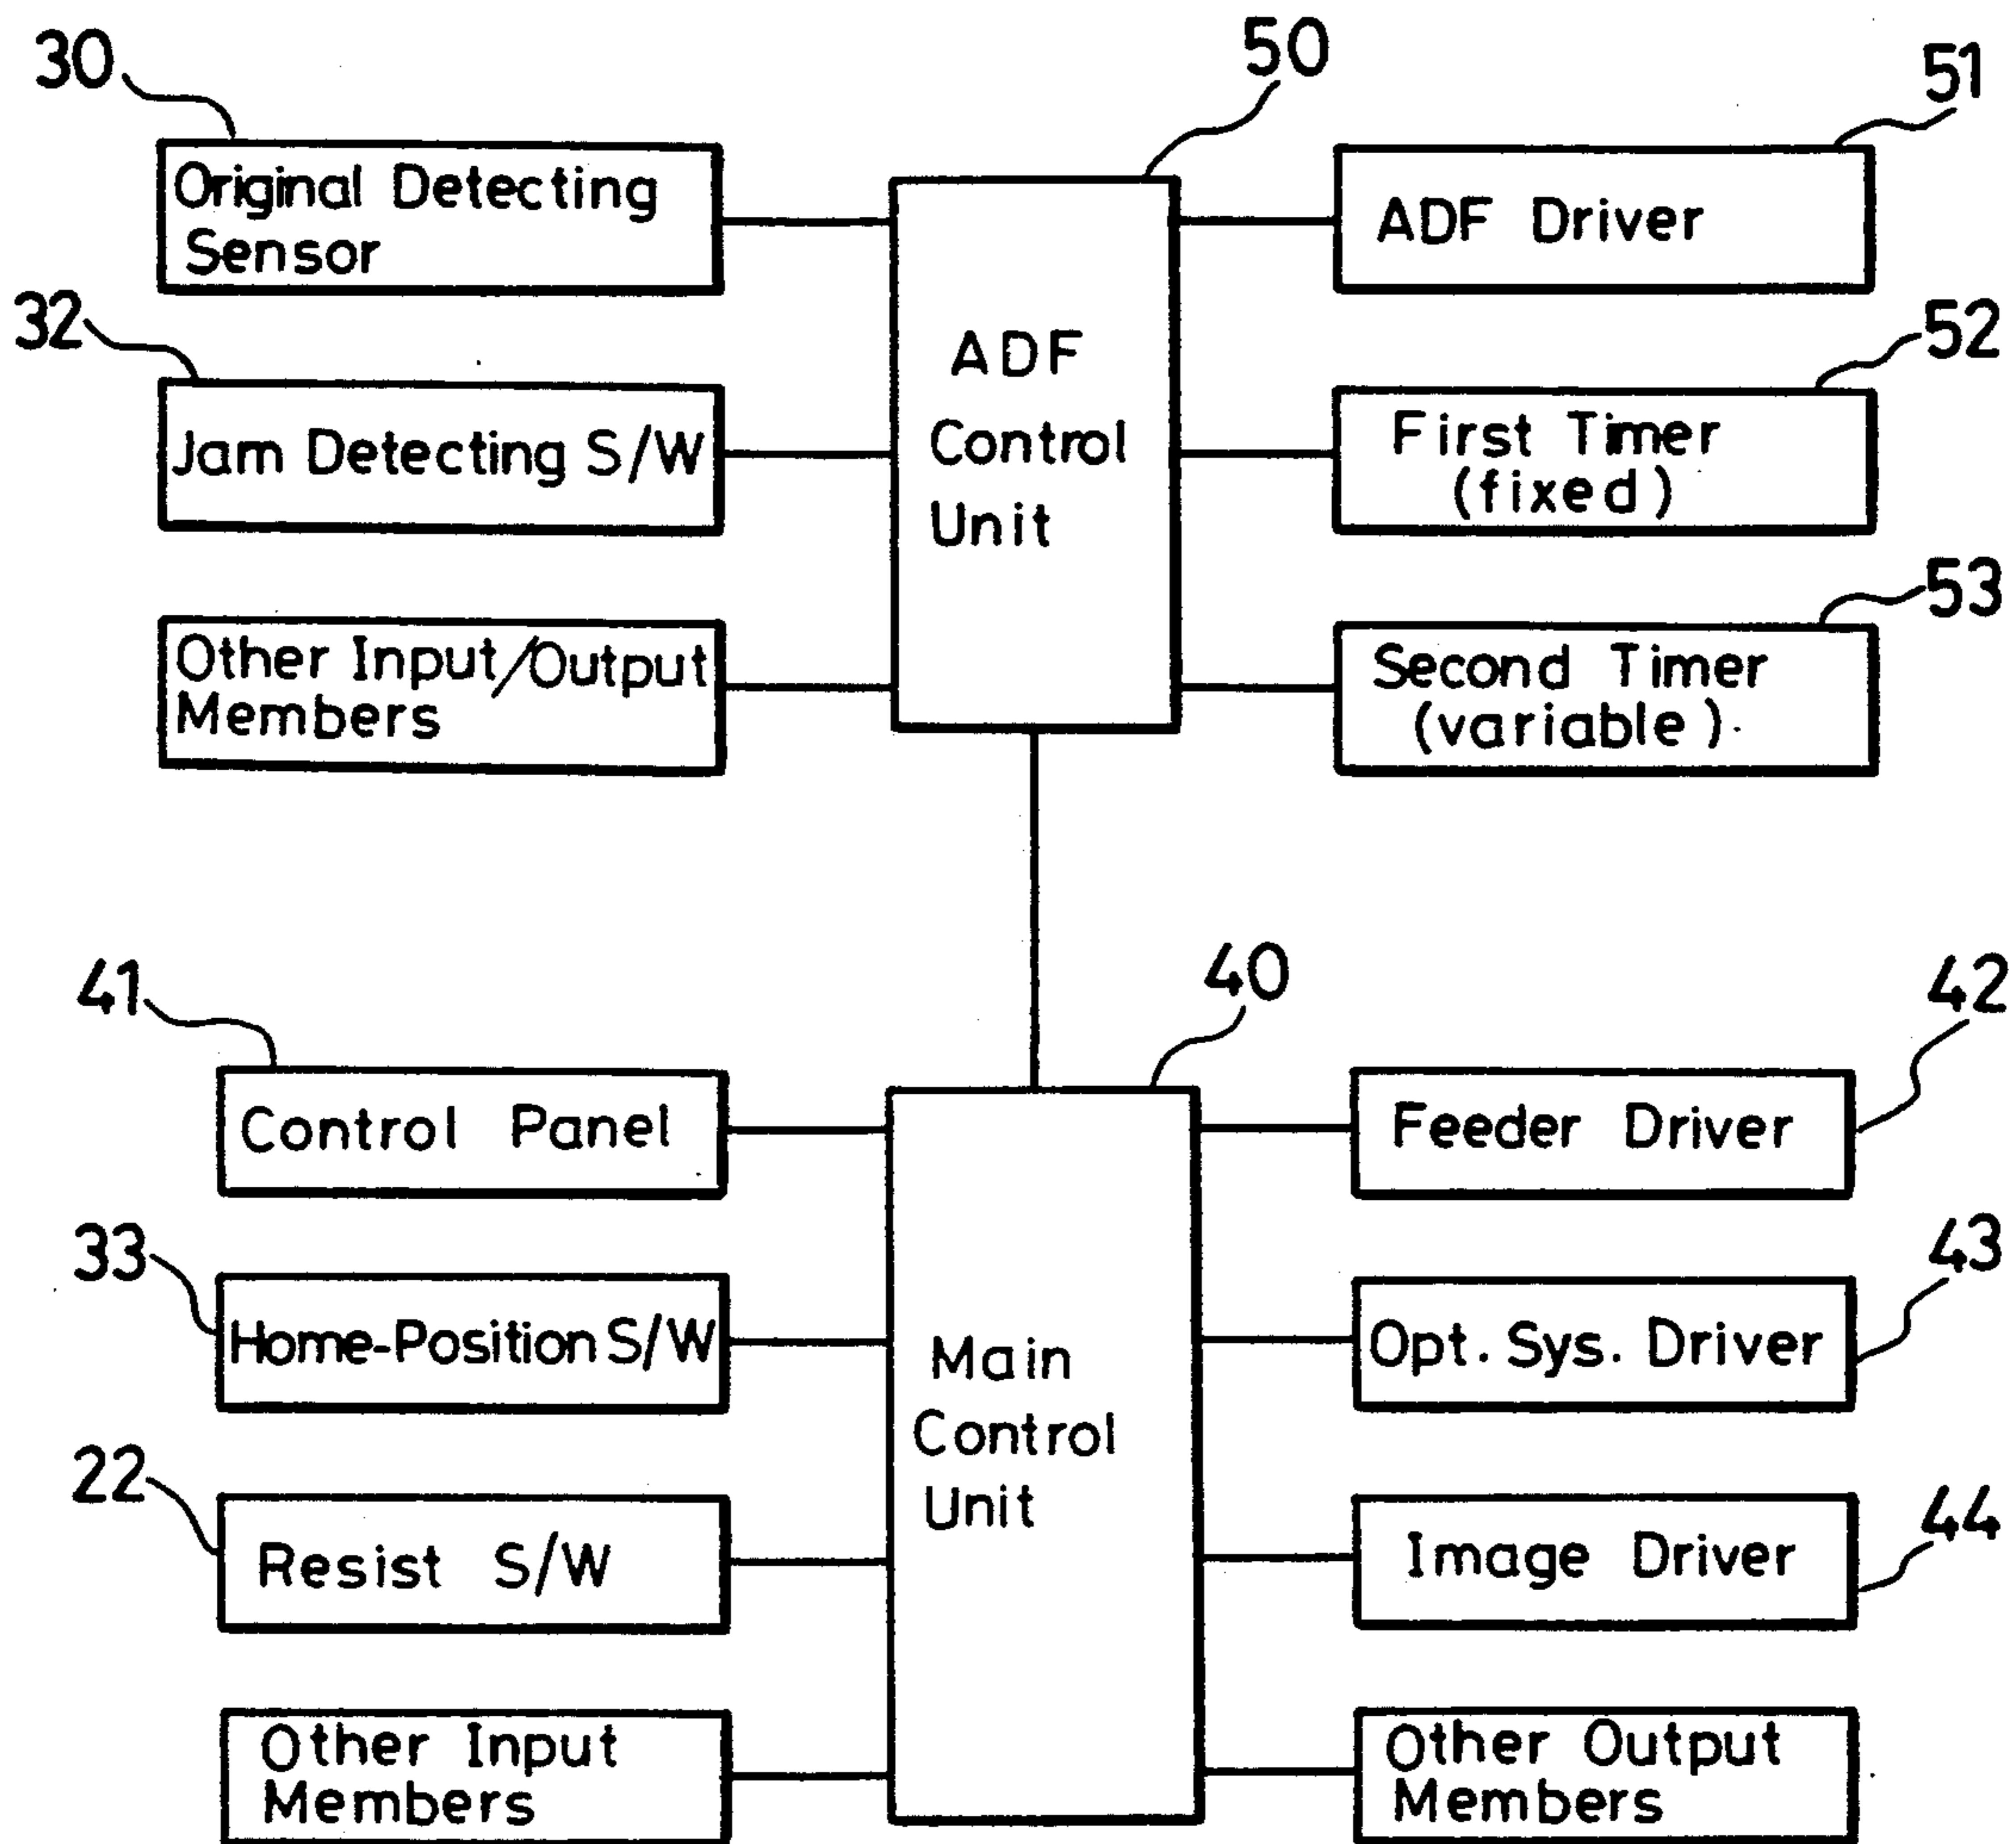 30
50
51
Original Detecting
Sensor
ADF Driver
32
52
ADF
Control
Unit
Jam Detecting S/W
First Timer
(fixed)
53
Other Input/Output
Members
Second Timer
(variable)
41
40
42
Control Panel
Feeder Driver
33
43
Home-Position S/W
Opt. Sys. Driver
Main
Control
Unit
22
44
Resist S/W
Image Driver
Other Input
Members
Other Output
Members